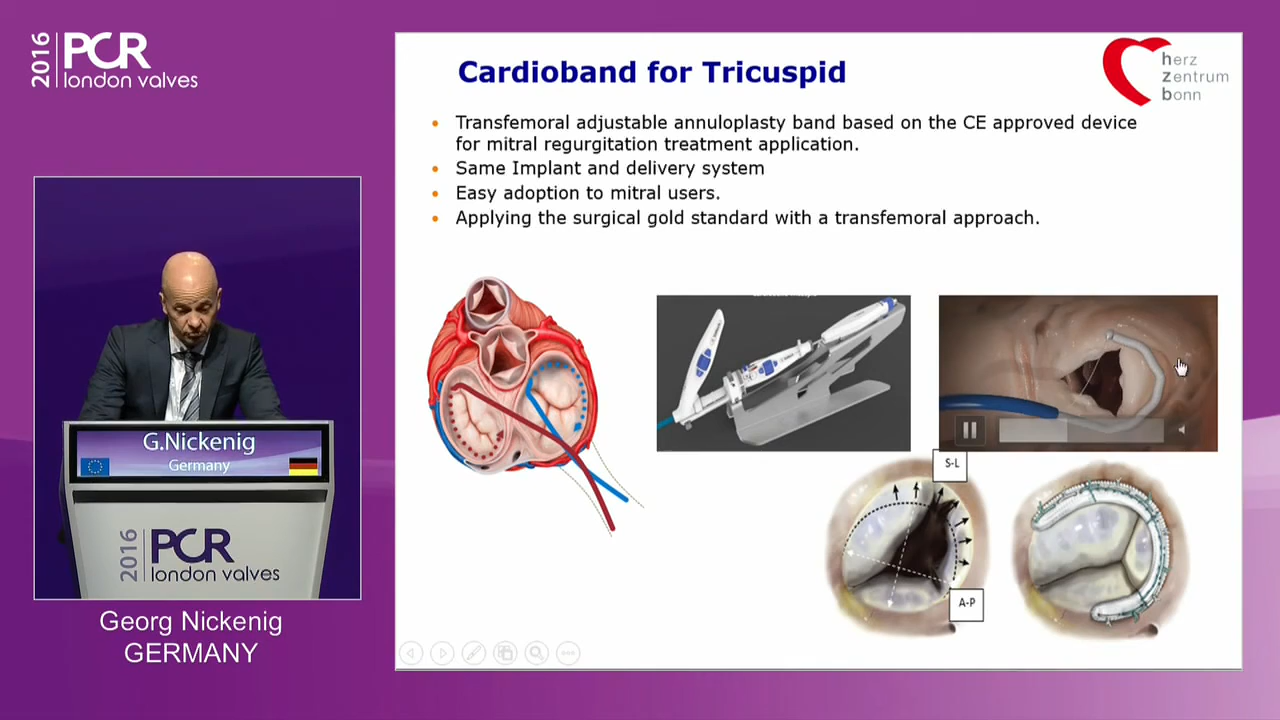 2016
PCR
london valves
Cardioband for Tricuspid
herz
zentrum
bonn
• Transfemoral adjustable annuloplasty band based on the CE approved device
for mitral regurgitation treatment application.
• Same Implant and delivery system
• Easy adoption to mitral users.
• Applying the surgical gold standard with a transfemoral approach.
S-L
A-P
G.Nickenig
Germany
2016
PCR
london valves
Georg Nickenig
GERMANY